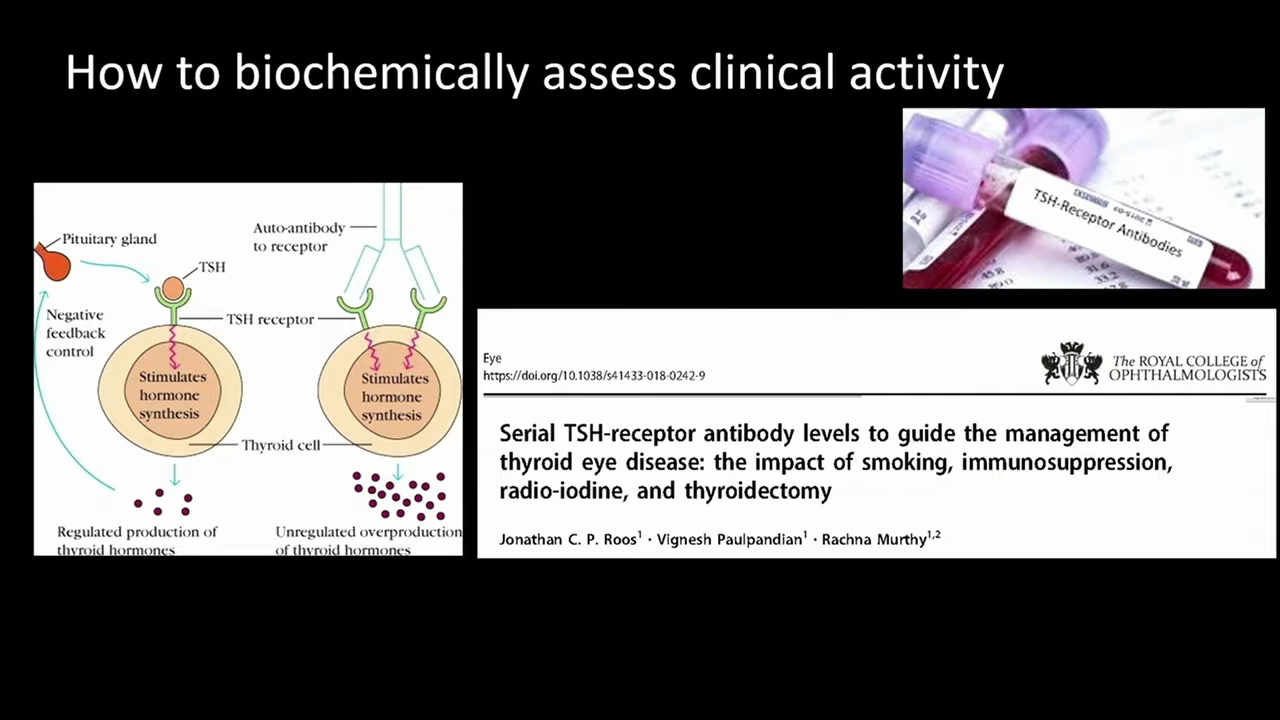 How to biochemically assess clinical activity
TSH-Receptor Antibodies
Pituitary gland
TSH
Negative
feedback
control
Auto-antibody
to receptor
TSH receptor
Stimulates
hormone
synthesis
Stimulates
hormone
synthesis
Thyroid cell
Regulated production of
thyroid hormones
Unregulated overproduction
of thyroid hormones
Eye
https://doi.org/10.1038/s41433-018-0242-9
The ROYAL COLLEGE of
OPHTHALMOLOGISTS
Serial TSH-receptor antibody levels to guide the management of
thyroid eye disease: the impact of smoking, immunosuppression,
radio-iodine, and thyroidectomy
Jonathan C. P. Roos¹ · Vignesh Paulpandian¹ · Rachna Murthy¹,²